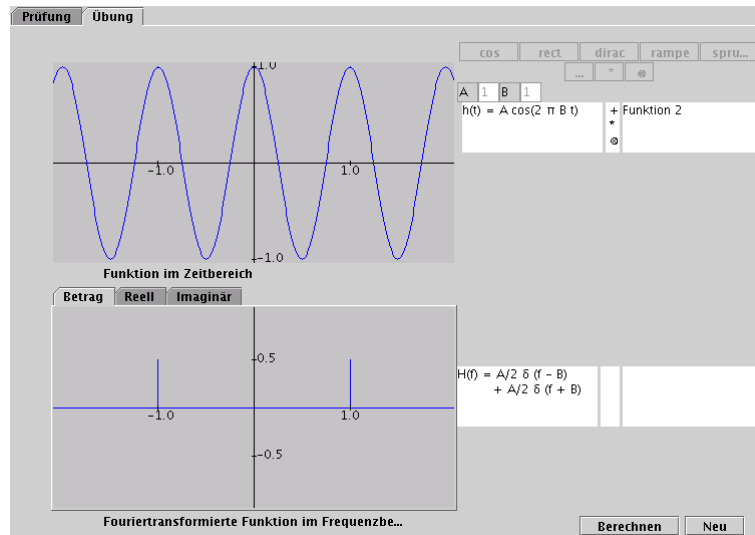 Prüfung Übung
cos rect dirac rampe spru...
... *
A 1 B 1
h(t) = A cos(2 π B t) + Funktion 2
*
1.0
-1.0 1.0
-1.0
Funktion im Zeitbereich
Betrag Reell Imaginär
0.5
-1.0 1.0
-0.5
H(f) = A/2 δ (f - B)
+ A/2 δ (f + B)
Fouriertransformierte Funktion im Frequenzbe...
Berechnen Neu